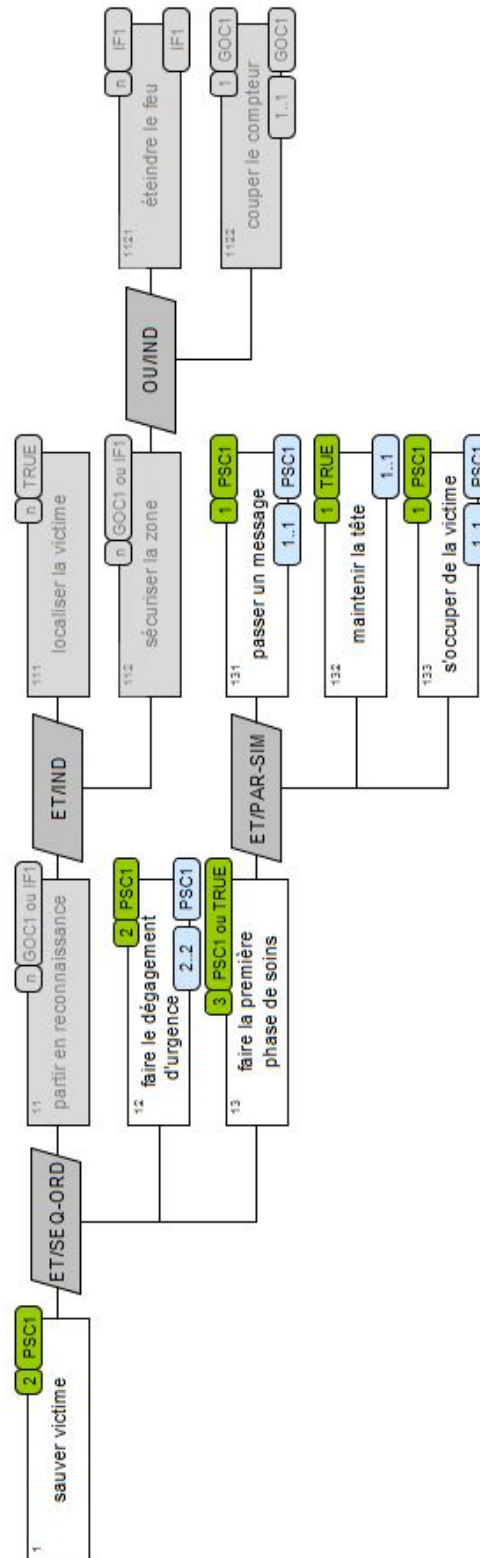 1
2 PSC1
sauver victime
ET/SEQ-ORD
11
n GOC1 ou IF1
partir en reconnaissance
12
2 PSC1
faire le dégagement
d'urgence
2..2 PSC1
13
3 PSC1 ou TRUE
faire la première
phase de soins
ET/IND
111
n TRUE
localiser la victime
112
n GOC1 ou IF1
sécuriser la zone
ET/PAR-SIM
131
1 PSC1
passer un message
1..1 PSC1
132
1 TRUE
maintenir la tête
1..1
133
1 PSC1
s'occuper de la victime
1..1 PSC1
OU/IND
1121
n IF1
éteindre le feu
IF1
1122
1 GOC1
couper le compteur
1..1 GOC1